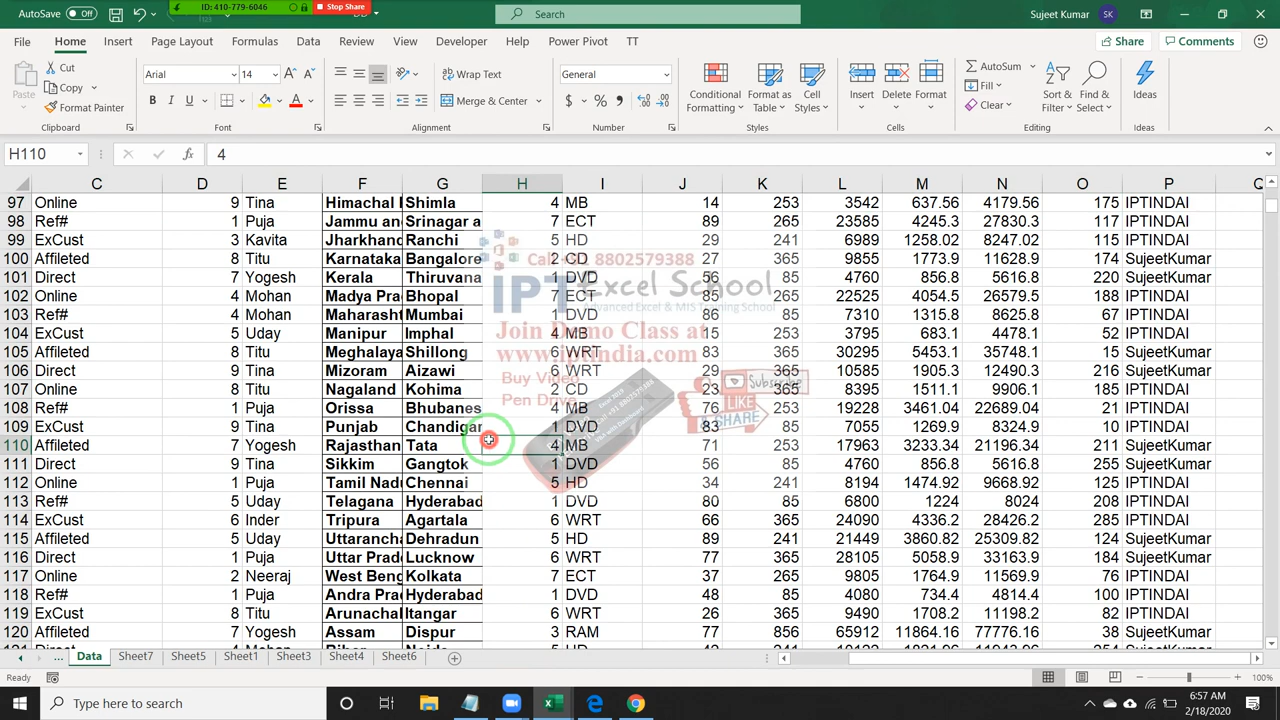 AutoSave Off
ID: 410-779-6046
Stop Share
Search
Sujeet Kumar
SK
File Home Insert Page Layout Formulas Data Review View Developer Help Power Pivot TT
Share Comments
Paste
Cut
Copy
Format Painter
Clipboard
Arial 14
B I U
Font
Wrap Text
Merge & Center
Alignment
General
Number
Conditional Formatting
Format as Table
Cell Styles
Styles
Insert Delete Format
Cells
AutoSum
Fill
Clear
Sort & Filter
Find & Select
Editing
Ideas
Ideas
H110 fx 4
C D E F G H I J K L M N O P
97 Online 9 Tina Himachal Shimla 4 MB 14 253 3542 637.56 4179.56 175 IPTINDAI
98 Ref# 1 Puja Jammu an Srinagar a 7 ECT 89 265 23585 4245.3 27830.3 117 IPTINDAI
99 ExCust 3 Kavita Jharkhand Ranchi 5 HD 29 241 6989 1258.02 8247.02 115 IPTINDAI
100 Affileted 8 Titu Karnataka Bangalore 2 CD 27 365 9855 1773.9 11628.9 174 SujeetKumar
101 Direct 7 Yogesh Kerala Thiruvana 1 DVD 56 85 4760 856.8 5616.8 220 SujeetKumar
102 Online 4 Mohan Madya Pra Bhopal 7 ECT 85 265 22525 4054.5 26579.5 188 IPTINDAI
103 Ref# 4 Mohan Maharasht Mumbai 1 DVD 86 85 7310 1315.8 8625.8 67 IPTINDAI
104 ExCust 5 Uday Manipur Imphal 4 MB 15 253 3795 683.1 4478.1 52 IPTINDAI
105 Affileted 8 Titu Meghalaya Shillong 6 WRT 83 365 30295 5453.1 35748.1 15 SujeetKumar
106 Direct 7 Yogesh Mizoram Aizawi 6 WRT 29 365 10585 1905.3 12490.3 216 SujeetKumar
107 Online 8 Titu Nagaland Kohima 2 CD 23 365 8395 1511.1 9906.1 185 IPTINDAI
108 Ref# 1 Puja Orissa Bhubanes 4 MB 76 253 19228 3461.04 22689.04 21 IPTINDAI
109 ExCust 9 Tina Punjab Chandigar 1 DVD 83 85 7055 1269.9 8324.9 10 IPTINDAI
110 Affileted 7 Yogesh Rajasthan Tata 4 MB 71 253 17963 3233.34 21196.34 211 SujeetKumar
111 Direct 9 Tina Sikkim Gangtok 1 DVD 56 85 4760 856.8 5616.8 255 SujeetKumar
112 Online 1 Puja Tamil Nadu Chennai 5 HD 34 241 8194 1474.92 9668.92 125 IPTINDAI
113 Ref# 5 Uday Telagana Hyderabad 1 DVD 80 85 6800 1224 8024 208 IPTINDAI
114 ExCust 6 Inder Tripura Agartala 6 WRT 66 365 24090 4336.2 28426.2 285 IPTINDAI
115 Affileted 5 Uday Uttaranch Dehradun 5 HD 89 241 21449 3860.82 25309.82 124 SujeetKumar
116 Direct 1 Puja Uttar Prade Lucknow 6 WRT 77 365 28105 5058.9 33163.9 184 SujeetKumar
117 Online 2 Neeraj West Beng Kolkata 7 ECT 37 265 9805 1764.9 11569.9 76 IPTINDAI
118 Ref# 1 Puja Andra Prad Hyderabad 1 DVD 48 85 4080 734.4 4814.4 100 IPTINDAI
119 ExCust 8 Titu Arunachal Itangar 6 WRT 26 365 9490 1708.2 11198.2 82 IPTINDAI
120 Affileted 7 Yogesh Assam Dispur 3 RAM 77 856 65912 11864.16 77776.16 38 SujeetKumar
Call:+91 8802579388
IPT Excel School
Advanced Excel & MIS Training School
Join Demo Class at
www.iptindia.com
Buy Video
Pen Drive
Subscribe
LIKE
& SHARE
... Data Sheet7 Sheet5 Sheet1 Sheet3 Sheet4 Sheet6
Ready
100%
Type here to search
6:57 AM
2/18/2020